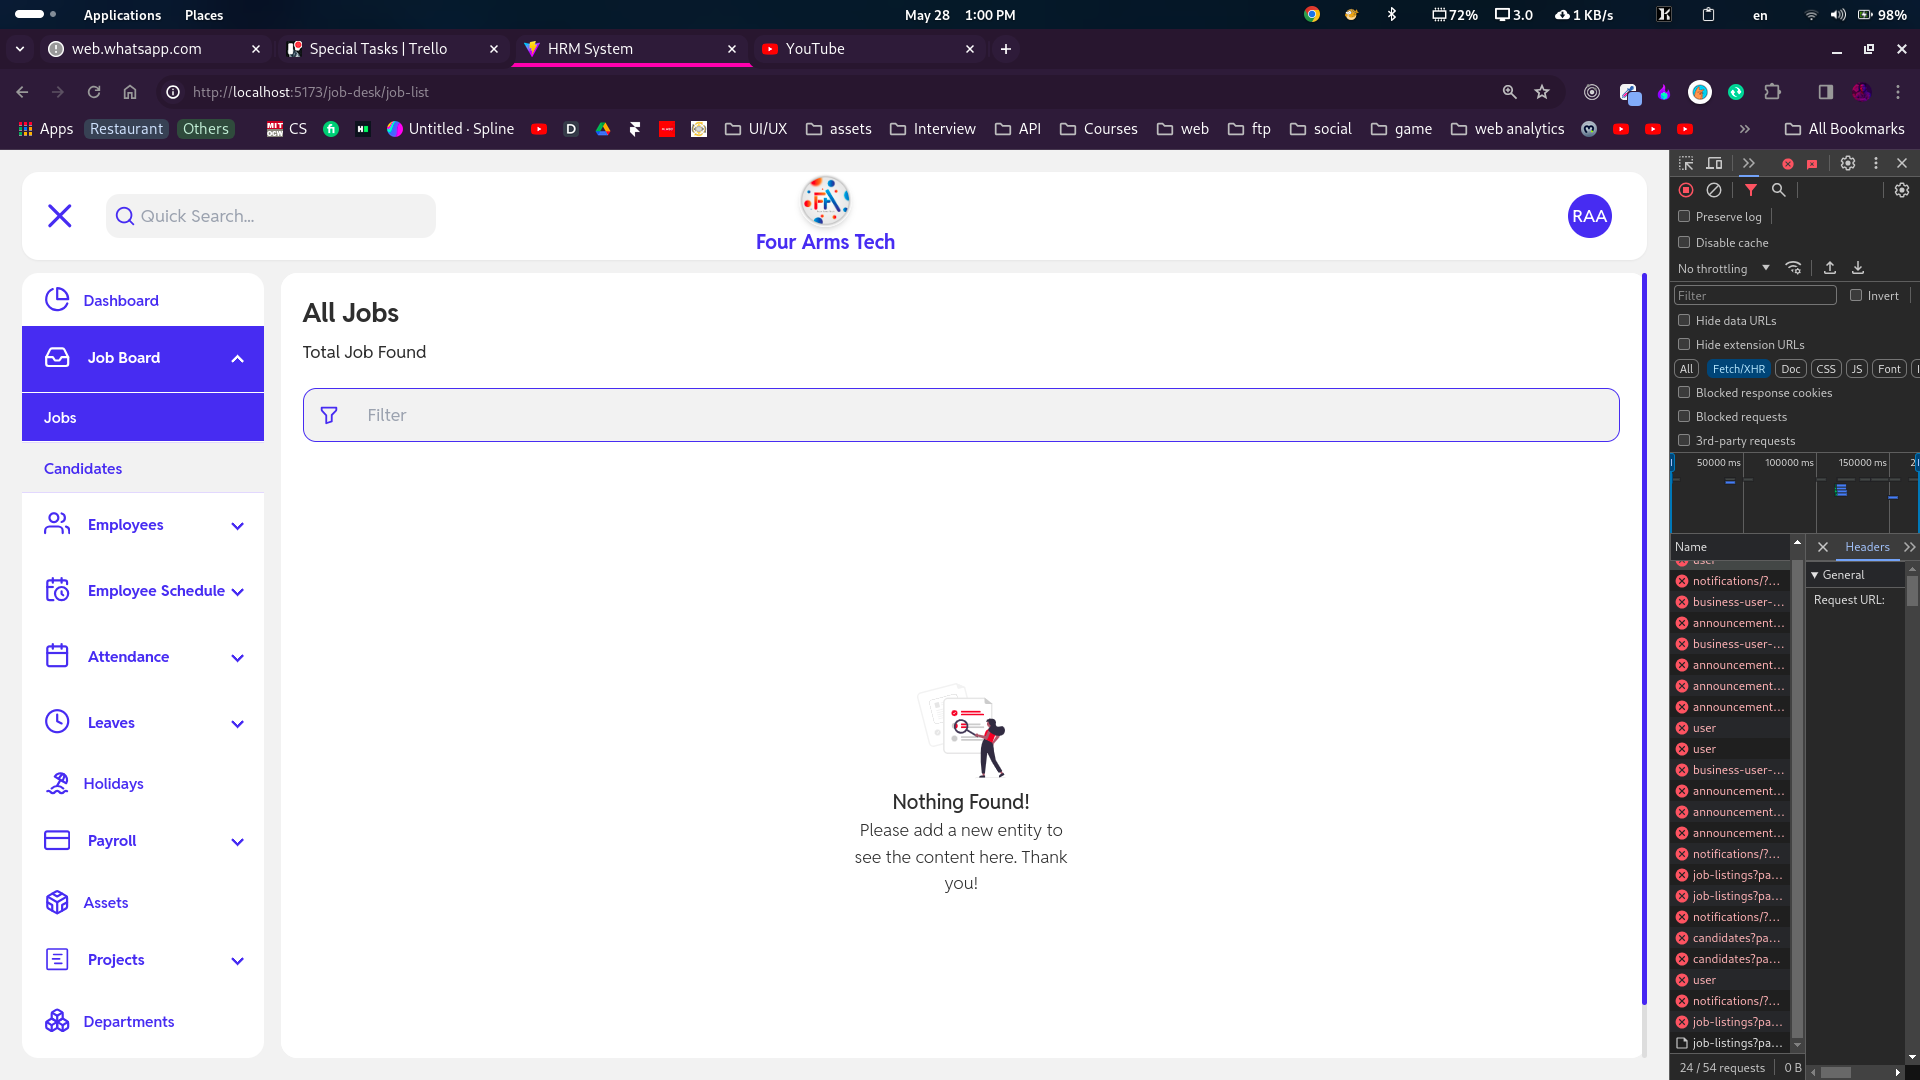 Applications Places May 28 1:00 PM 72% 3.0 1 KB/s en 98%
web.whatsapp.com Special Tasks | Trello HRM System YouTube
http://localhost:5173/job-desk/job-list
Apps Restaurant Others CS Untitled · Spline UI/UX assets Interview API Courses web ftp social game web analytics All Bookmarks
Quick Search...
Four Arms Tech
RAA
Dashboard
Job Board
Jobs
Candidates
Employees
Employee Schedule
Attendance
Leaves
Holidays
Payroll
Assets
Projects
Departments
All Jobs
Total Job Found
Filter
Nothing Found!
Please add a new entity to
see the content here. Thank
you!
Preserve log
Disable cache
No throttling
Filter Invert
Hide data URLs
Hide extension URLs
All Fetch/XHR Doc CSS JS Font
Blocked response cookies
Blocked requests
3rd-party requests
50000 ms 100000 ms 150000 ms
Name Headers
General
Request URL:
user
notifications/?...
business-user-...
announcement...
business-user-...
announcement...
announcement...
announcement...
user
user
business-user-...
announcement...
announcement...
announcement...
notifications/?...
job-listings?pa...
job-listings?pa...
notifications/?...
candidates?pa...
candidates?pa...
user
notifications/?...
job-listings?pa...
job-listings?pa...
24 / 54 requests 0 B